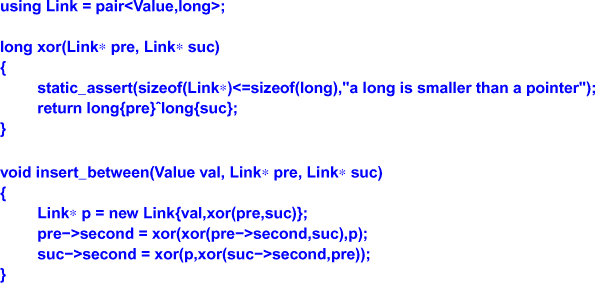 using Link = pair<Value,long>;
long xor(Link∗ pre, Link∗ suc)
{
static_assert(sizeof(Link∗)<=sizeof(long),"a long is smaller than a pointer");
return long{pre}^long{suc};
}
void insert_between(Value val, Link∗ pre, Link∗ suc)
{
Link∗ p = new Link{val,xor(pre,suc)};
pre−>second = xor(xor(pre−>second,suc),p);
suc−>second = xor(p,xor(suc−>second,pre));
}